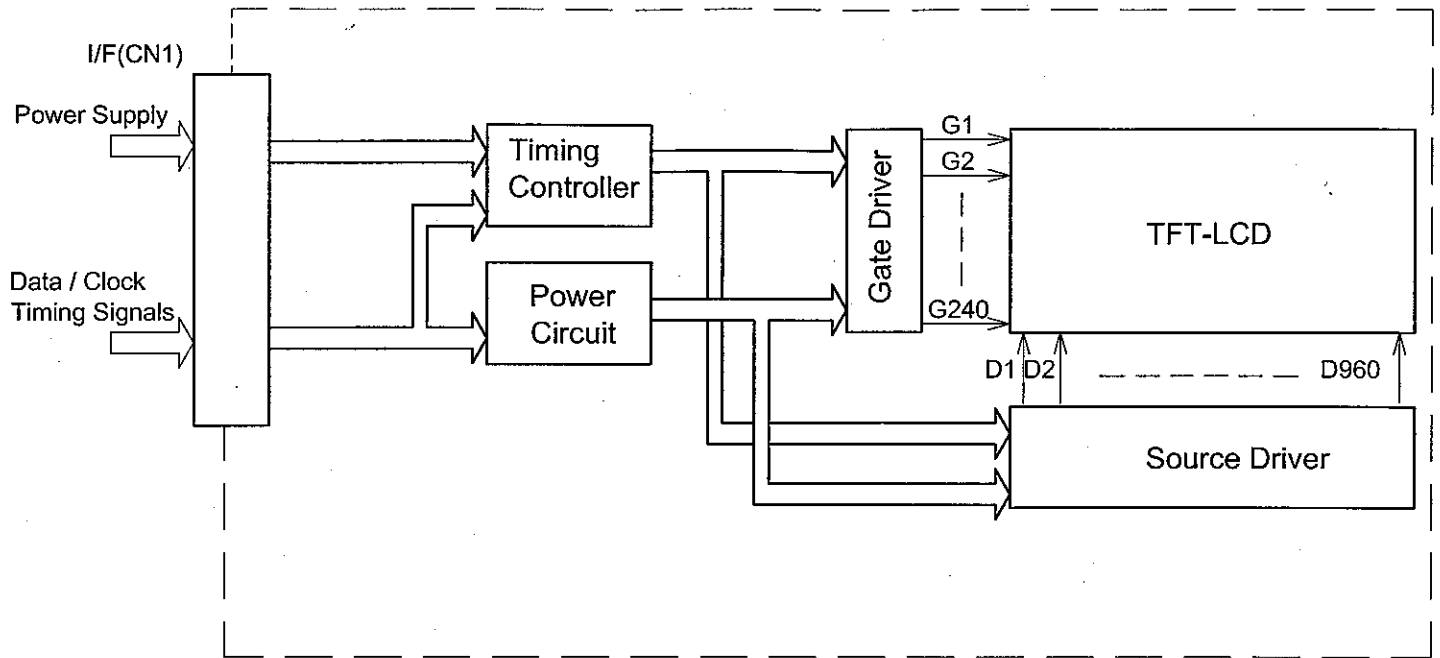 I/F(CN1)
Power Supply
Data / Clock
Timing Signals
Timing
Controller
Power
Circuit
Gate Driver
G1
G2
G240
TFT-LCD
D1 D2
D960
Source Driver